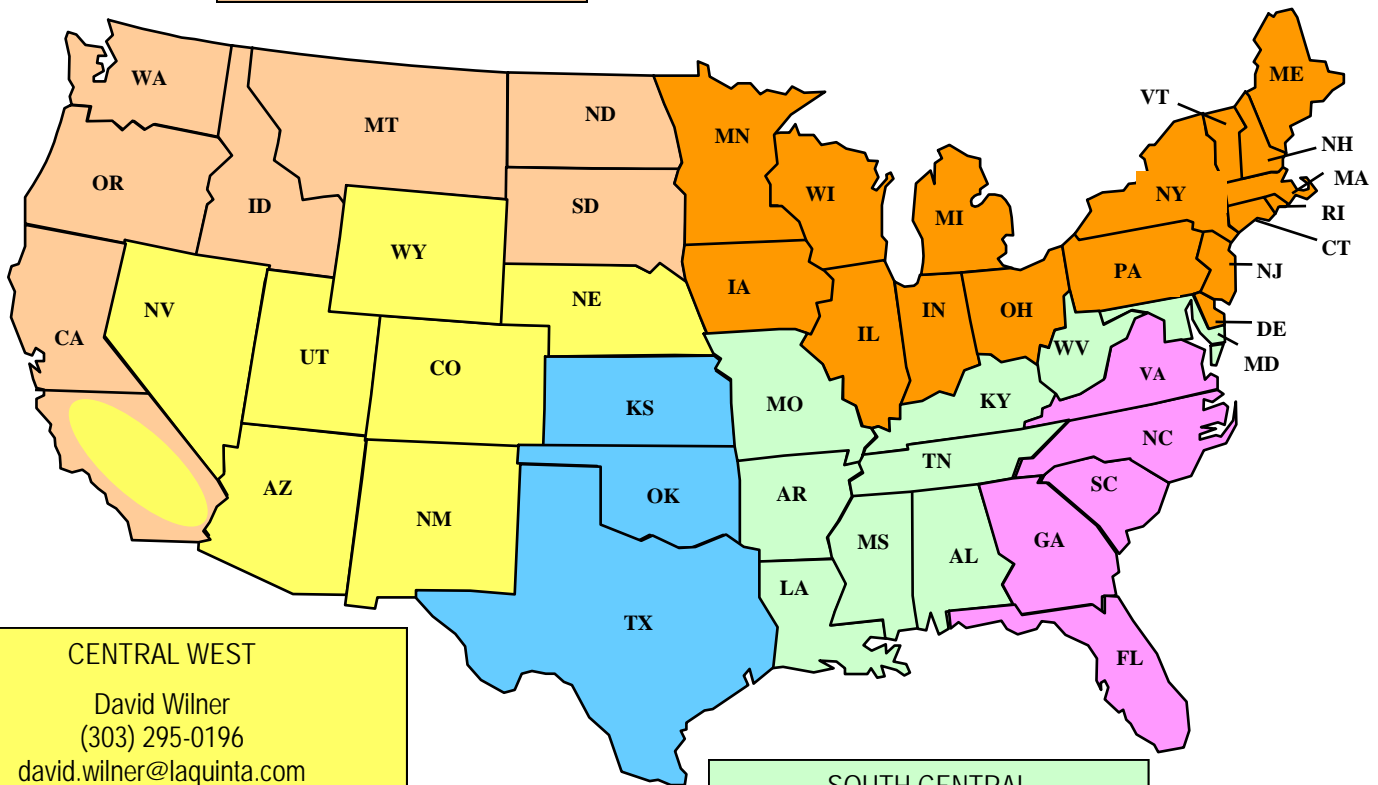 ME
WA
VT
ND
MT
MN
NH
MA
OR
WI
NY
ID
SD
MI
RI
CT
WY
PA
NJ
IA
NE
NV
IN
OH
IL
DE
CA
WV
UT
MD
CO
VA
KY
MO
KS
NC
TN
AZ
SC
AR
OK
NM
GA
MS
AL
LA
TX
FL
CENTRAL WEST
David Wilner
(303) 295-0196
david.wilner@laquinta.com
SOUTH CENTRAL